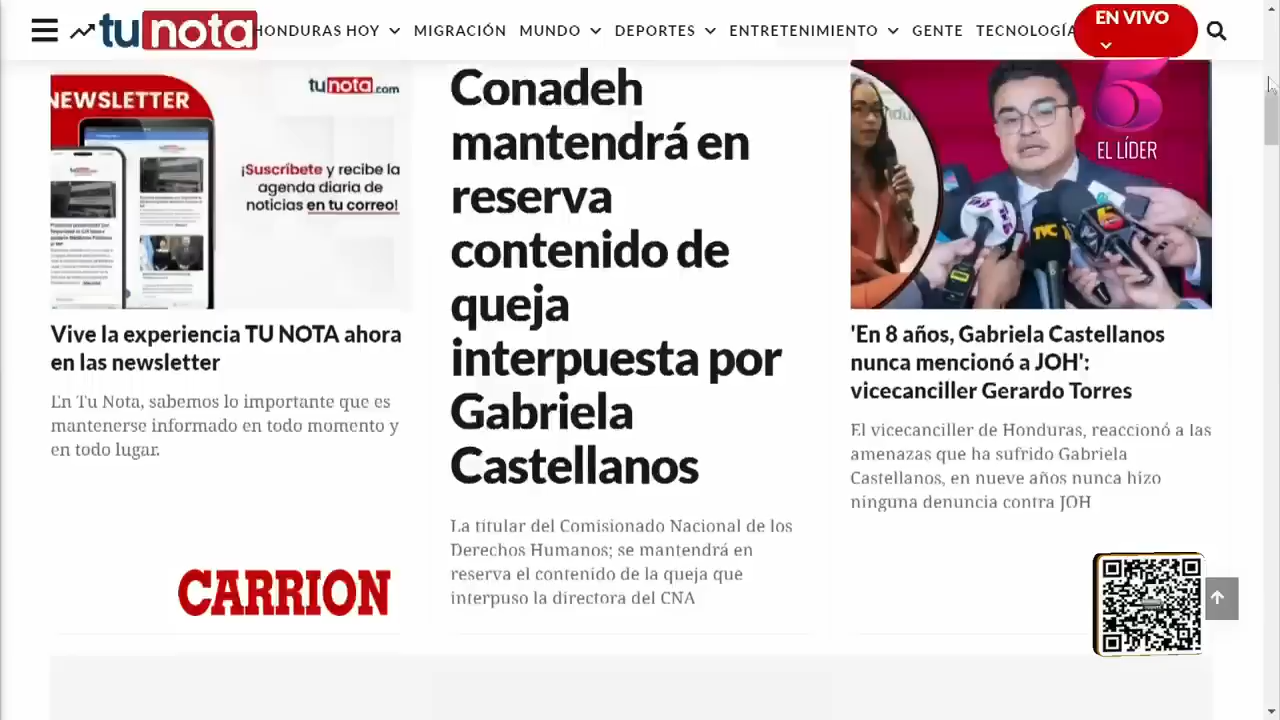 tunota
HONDURAS HOY
MIGRACIÓN
MUNDO
DEPORTES
ENTRETENIMIENTO
GENTE
TECNOLOGÍA
EN VIVO
NEWSLETTER
tunota.com
¡Suscríbete y recibe la
agenda diaria de
noticias en tu correo!
Vive la experiencia TU NOTA ahora
en las newsletter
En Tu Nota, sabemos lo importante que es
mantenerse informado en todo momento y
en todo lugar.
CARRION
Conadeh
mantendrá en
reserva
contenido de
queja
interpuesta por
Gabriela
Castellanos
La titular del Comisionado Nacional de los
Derechos Humanos; se mantendrá en
reserva el contenido de la queja que
interpuso la directora del CNA
5
EL LÍDER
TVC
5
'En 8 años, Gabriela Castellanos
nunca mencionó a JOH':
vicecanciller Gerardo Torres
El vicecanciller de Honduras, reaccionó a las
amenazas que ha sufrido Gabriela
Castellanos, en nueve años nunca hizo
ninguna denuncia contra JOH